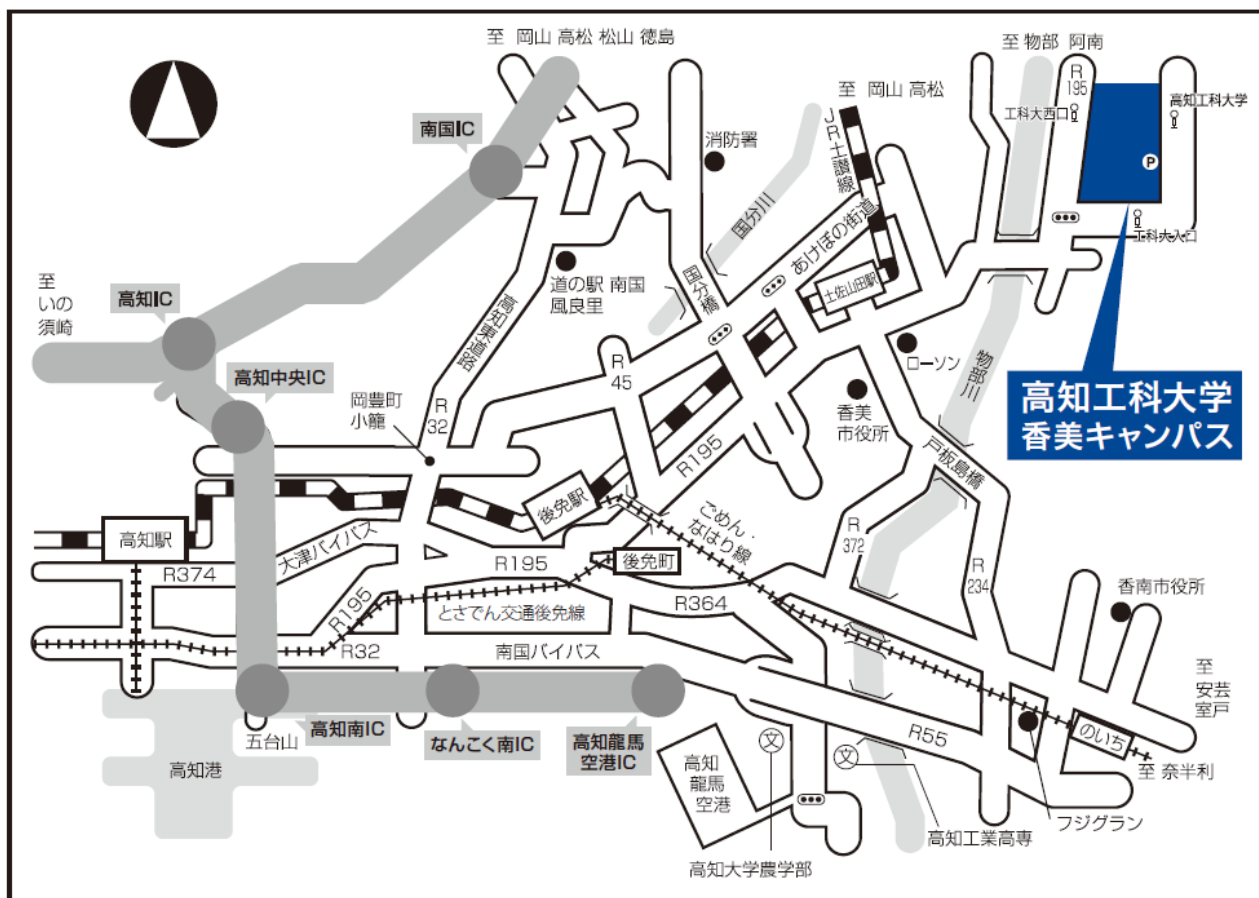 至 岡山 高松 松山 徳島
至 物部 阿南
R
195
高知工科大学
工科大西口
P
工科大入口
至 岡山 高松
JR土讃線
南国IC
消防署
国分川
あけぼの街道
国分橋
土佐山田駅
道の駅 南国
風良里
至
いの
須崎
高知IC
高知東道路
高知中央IC
岡豊町
小籠
R
32
R
45
ローソン
物部川
香美
市役所
高知工科大学
香美キャンパス
戸板島橋
R195
後免駅
ごめん・
なはり線
R
372
高知駅
大津バイパス
R374
R195
後免町
R
234
香南市役所
R195
とさでん交通後免線
R364
R32
南国バイパス
至
安芸
室戸
高知南IC
なんこく南IC
高知龍馬
空港IC
五台山
高知港
R55
のいち
至 奈半利
高知
龍馬
空港
文
文
フジグラン
高知工業高専
高知大学農学部